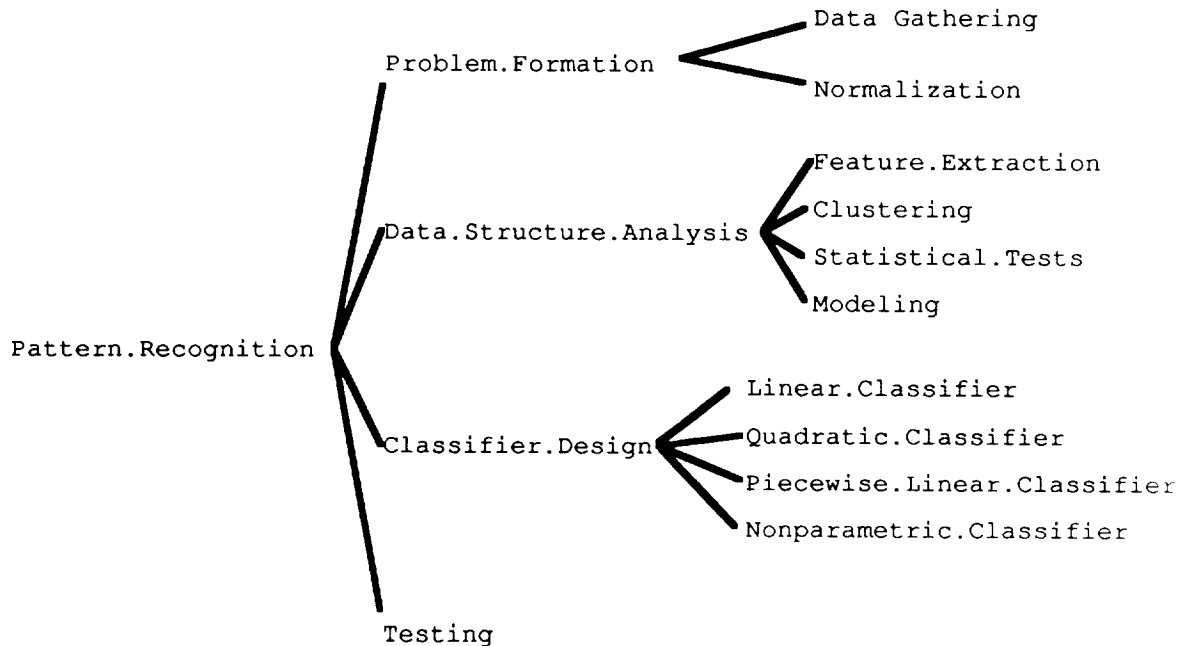 Data Gathering
Problem.Formation
Normalization
Feature.Extraction
Clustering
Data.Structure.Analysis
Statistical.Tests
Modeling
Pattern.Recognition
Linear.Classifier
Quadratic.Classifier
Classifier.Design
Piecewise.Linear.Classifier
Nonparametric.Classifier
Testing